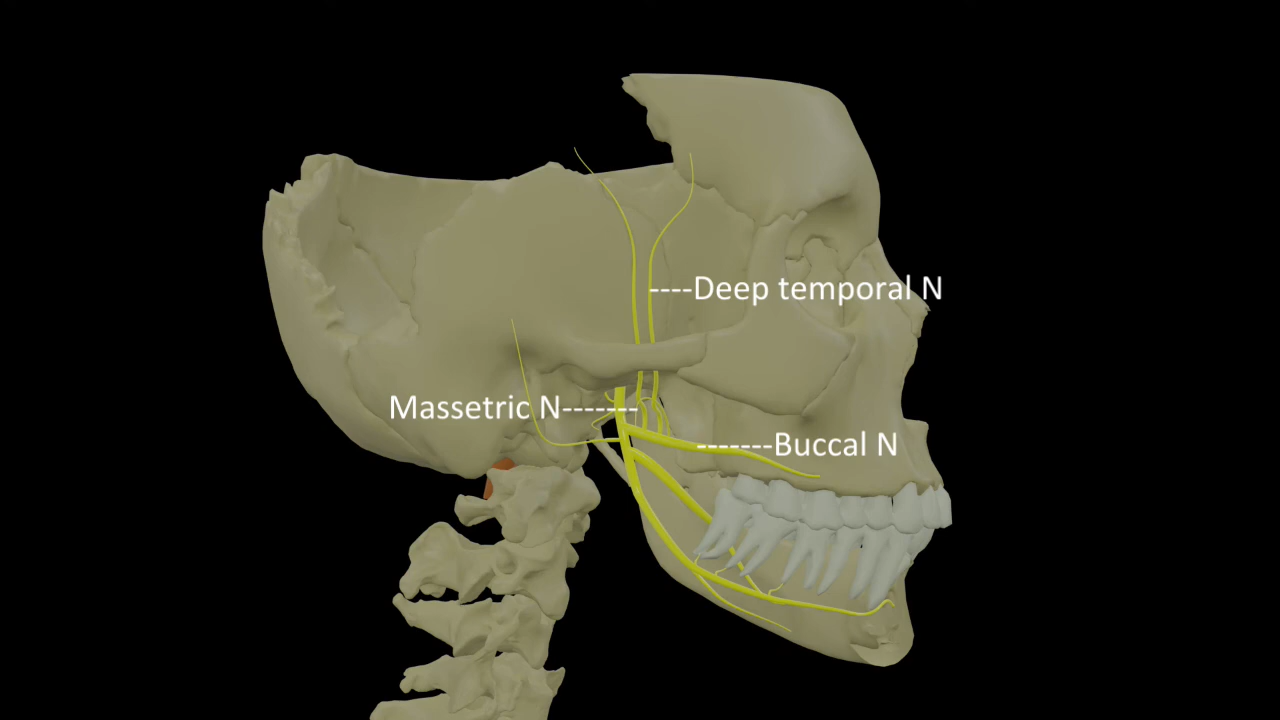 ----Deep temporal N
Massetric N-------
-------Buccal N